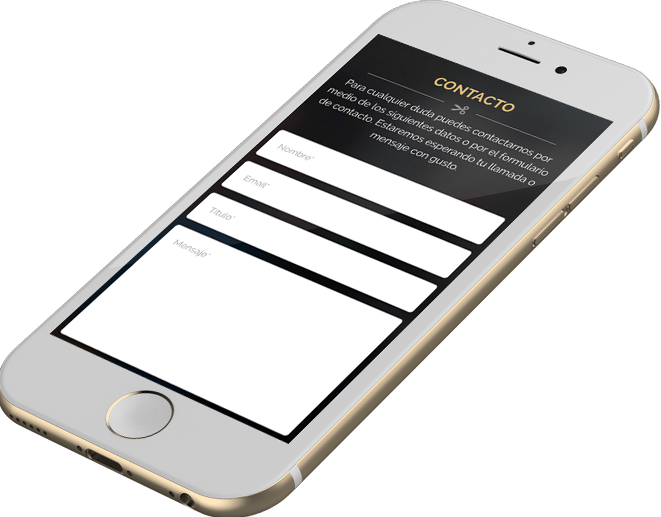 CONTACTO
Para cualquier duda puedes contactarnos por
medio de los siguientes datos o por el formulario
de contacto. Estaremos esperando tu llamada o
mensaje con gusto.
Nombre*
Email*
Título*
Mensaje*